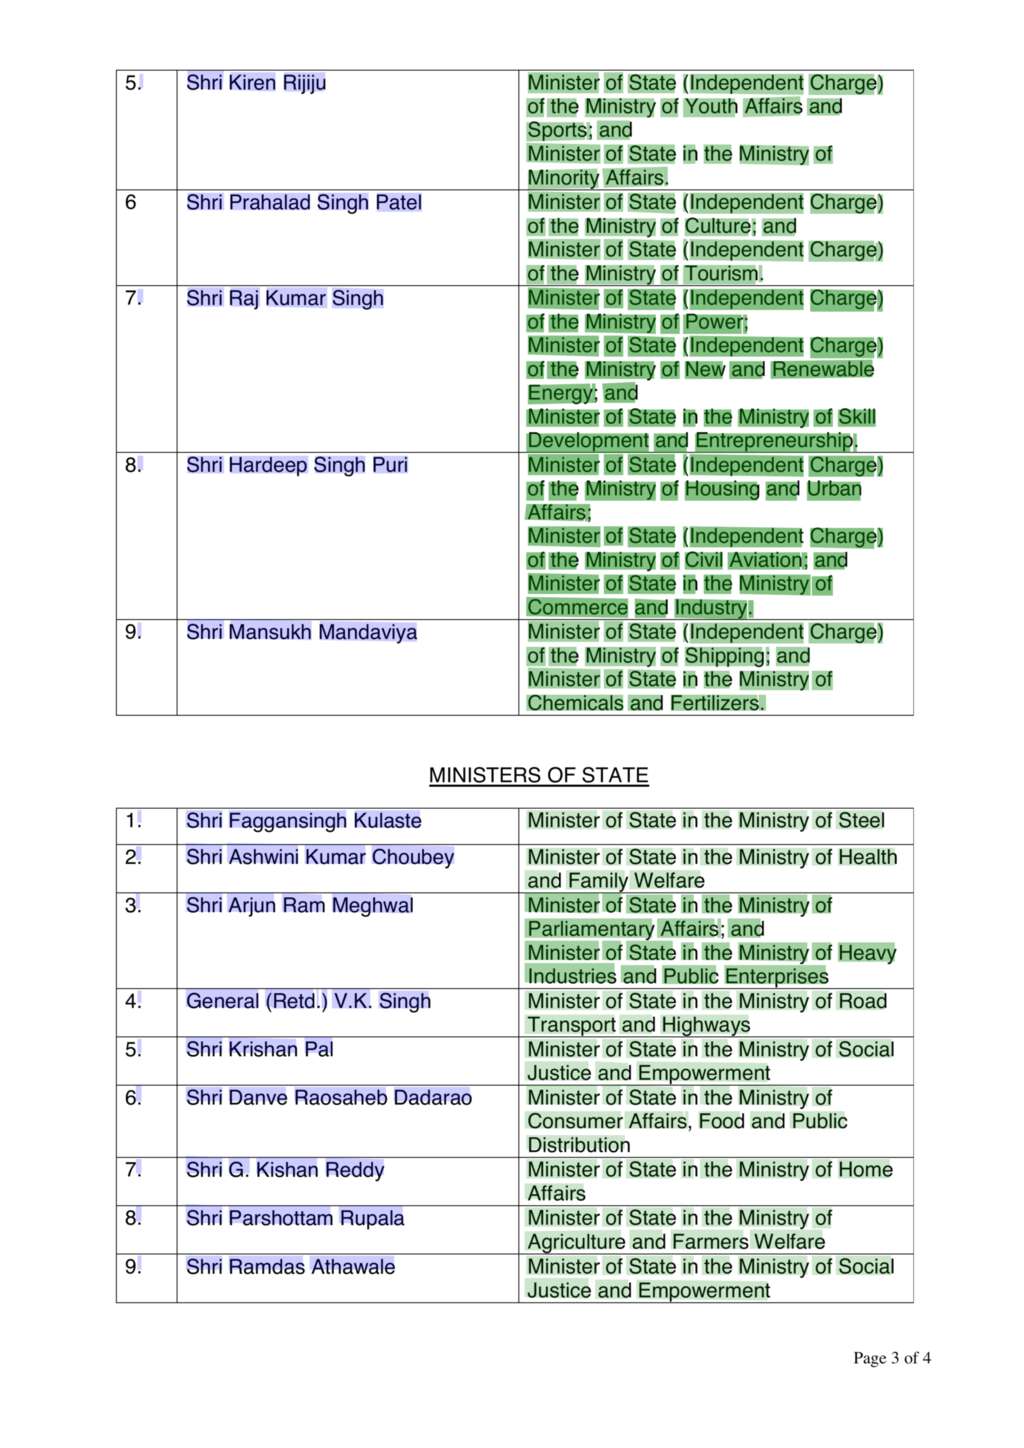 5. Shri Kiren Rijiju Minister of State (Independent Charge)
of the Ministry of Youth Affairs and
Sports; and
Minister of State in the Ministry of
Minority Affairs.
6 Shri Prahalad Singh Patel Minister of State (Independent Charge)
of the Ministry of Culture; and
Minister of State (Independent Charge)
of the Ministry of Tourism.
7. Shri Raj Kumar Singh Minister of State (Independent Charge)
of the Ministry of Power;
Minister of State (Independent Charge)
of the Ministry of New and Renewable
Energy; and
Minister of State in the Ministry of Skill
Development and Entrepreneurship.
8. Shri Hardeep Singh Puri Minister of State (Independent Charge)
of the Ministry of Housing and Urban
Affairs;
Minister of State (Independent Charge)
of the Ministry of Civil Aviation; and
Minister of State in the Ministry of
Commerce and Industry.
9. Shri Mansukh Mandaviya Minister of State (Independent Charge)
of the Ministry of Shipping; and
Minister of State in the Ministry of
Chemicals and Fertilizers.
MINISTERS OF STATE
1. Shri Faggansingh Kulaste Minister of State in the Ministry of Steel
2. Shri Ashwini Kumar Choubey Minister of State in the Ministry of Health
and Family Welfare
3. Shri Arjun Ram Meghwal Minister of State in the Ministry of
Parliamentary Affairs; and
Minister of State in the Ministry of Heavy
Industries and Public Enterprises
4. General (Retd.) V.K. Singh Minister of State in the Ministry of Road
Transport and Highways
5. Shri Krishan Pal Minister of State in the Ministry of Social
Justice and Empowerment
6. Shri Danve Raosaheb Dadarao Minister of State in the Ministry of
Consumer Affairs, Food and Public
Distribution
7. Shri G. Kishan Reddy Minister of State in the Ministry of Home
Affairs
8. Shri Parshottam Rupala Minister of State in the Ministry of
Agriculture and Farmers Welfare
9. Shri Ramdas Athawale Minister of State in the Ministry of Social
Justice and Empowerment
Page 3 of 4